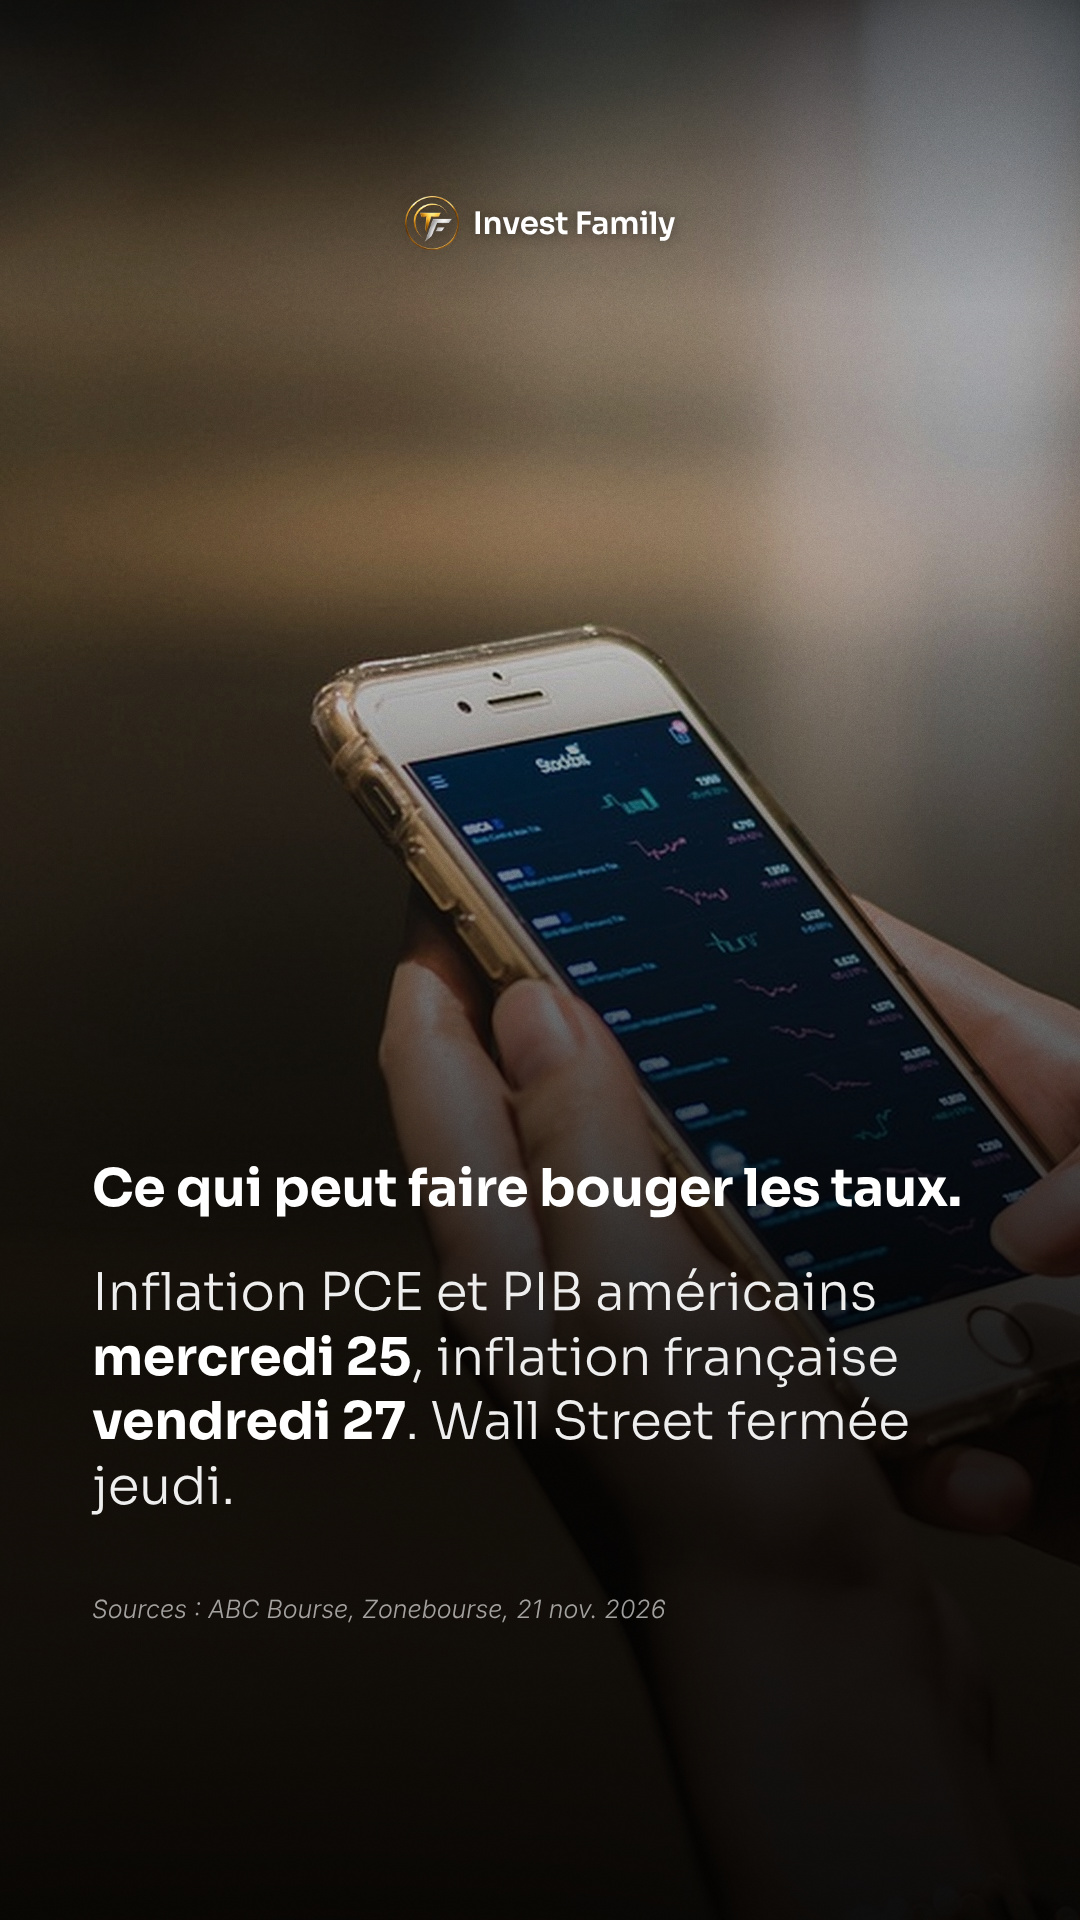 Invest Family
Stockbit
Ce qui peut faire bouger les taux.
Inflation PCE et PIB américains
mercredi 25, inflation française
vendredi 27. Wall Street fermée
jeudi.
Sources : ABC Bourse, Zonebourse, 21 nov. 2026